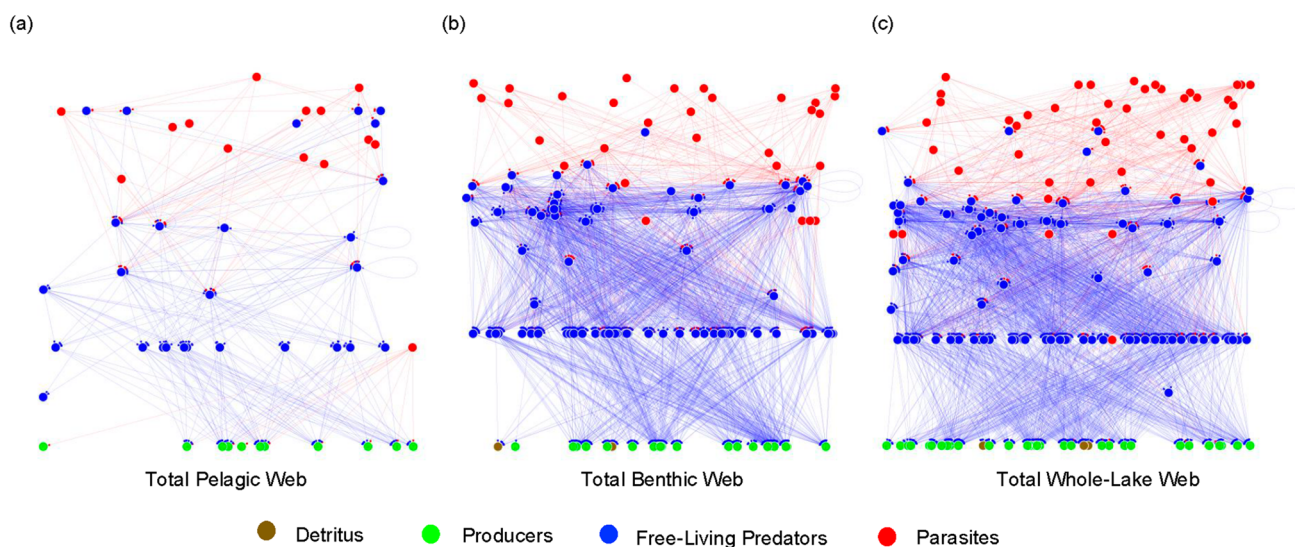 (a)
(b)
(c)
Total Pelagic Web
Total Benthic Web
Total Whole-Lake Web
Detritus
Producers
Free-Living Predators
Parasites